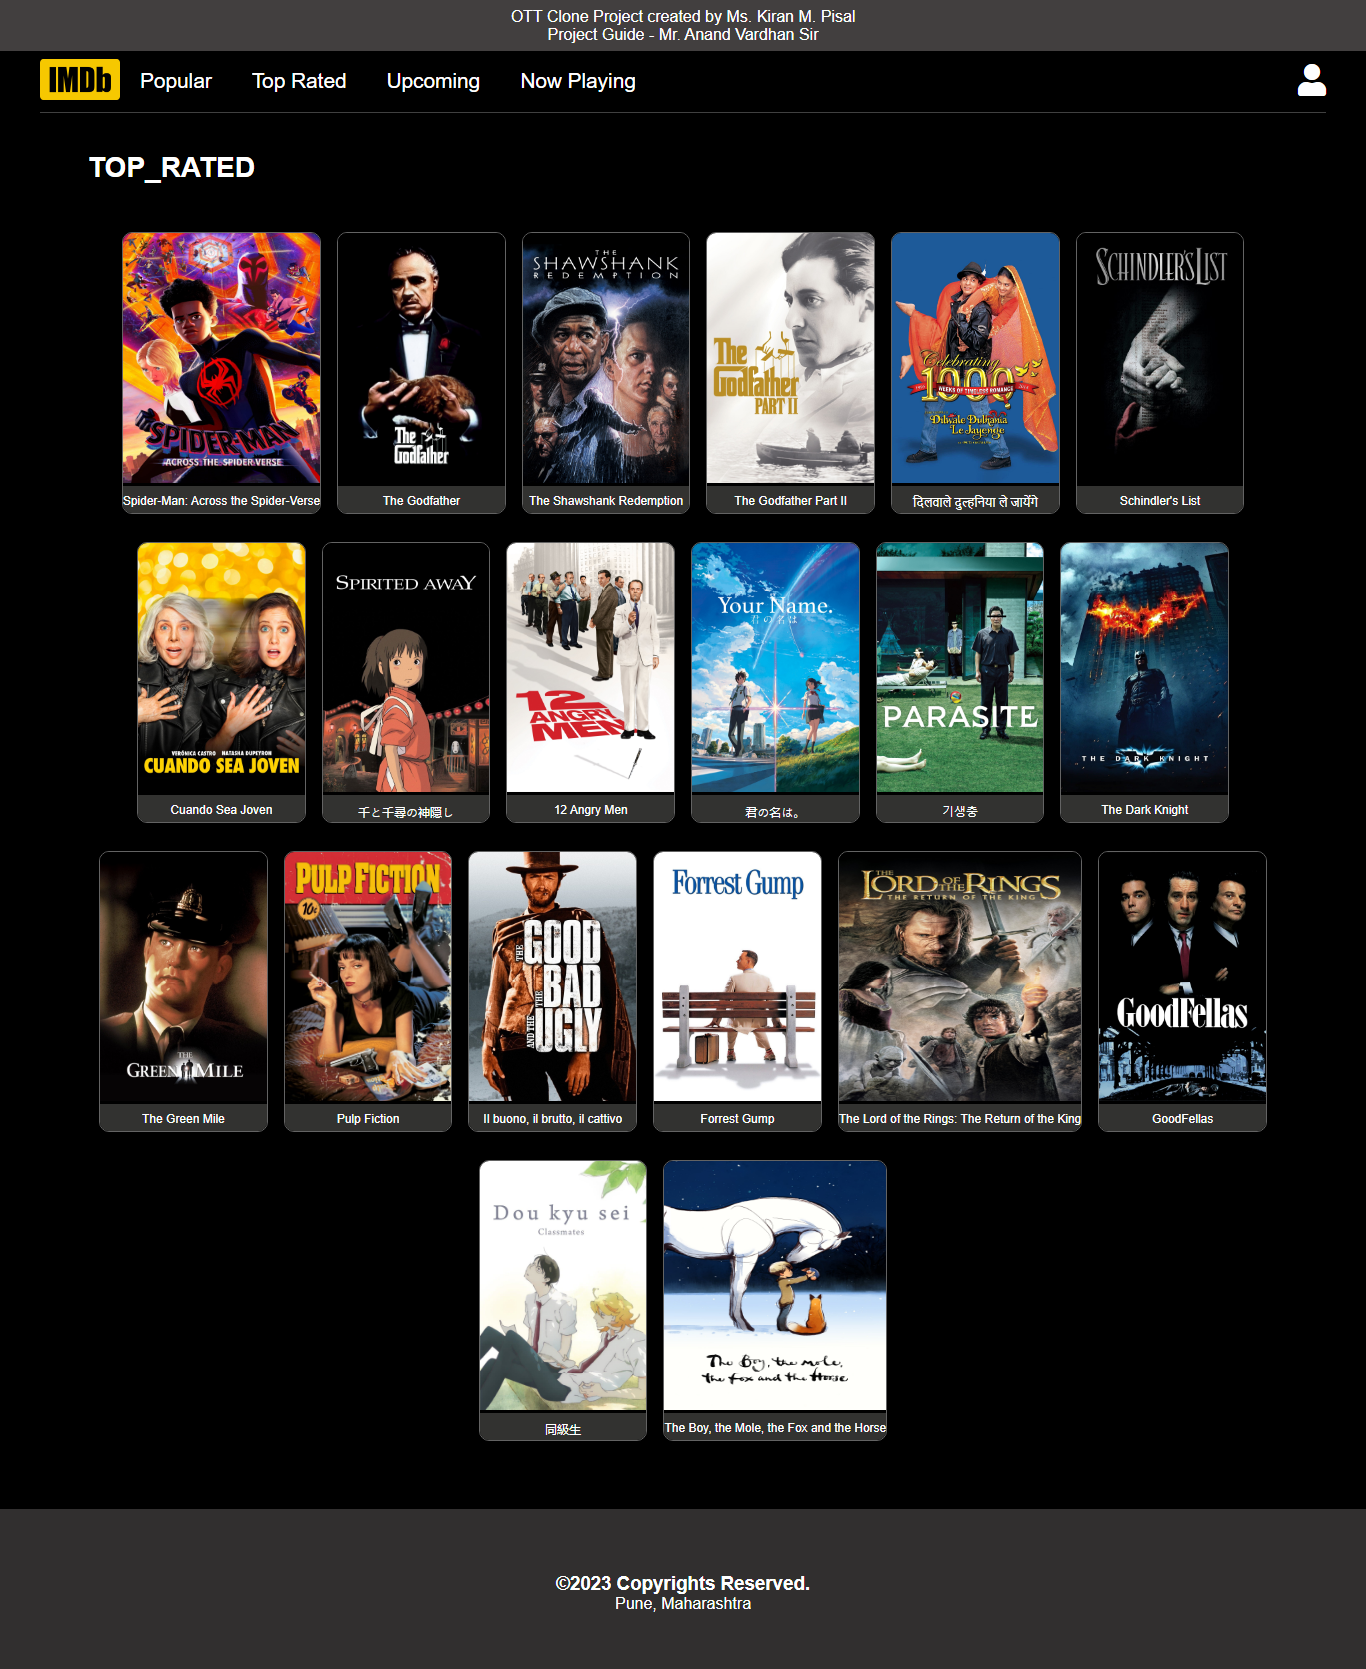 OTT Clone Project created by Ms. Kiran M. Pisal
Project Guide - Mr. Anand Vardhan Sir
IMDb
Popular
Top Rated
Upcoming
Now Playing
TOP_RATED
SPIDER-MAN
ACROSS THE SPIDER-VERSE
Spider-Man: Across the Spider-Verse
The
Godfather
The Godfather
THE
SHAWSHANK
REDEMPTION
The Shawshank Redemption
The
Godfather
PART II
The Godfather Part II
Celebrating
1000
WEEKS OF TIMELESS ROMANCE
Dilwale Dulhania
Le Jayenge
दिलवाले दुल्हनिया ले जायेंगे
SCHINDLER'S LIST
Schindler's List
VERÓNICA CASTRO NATASHA DUPEYRON
CUANDO SEA JOVEN
Cuando Sea Joven
SPIRITED AWAY
千と千尋の神隠し
12
ANGRY
MEN
12 Angry Men
Your Name.
君の名は
君の名は。
PARASITE
기생충
THE DARK KNIGHT
The Dark Knight
THE
GREEN MILE
The Green Mile
PULP FICTION
10¢
Pulp Fiction
THE GOOD
THE BAD
AND THE UGLY
Il buono, il brutto, il cattivo
Forrest Gump
Forrest Gump
THE
LORD OF THE RINGS
THE RETURN OF THE KING
The Lord of the Rings: The Return of the King
GoodFellas
GoodFellas
Dou kyu sei
Classmates
同級生
The Boy, the Mole,
the Fox and the Horse
The Boy, the Mole, the Fox and the Horse
©2023 Copyrights Reserved.
Pune, Maharashtra